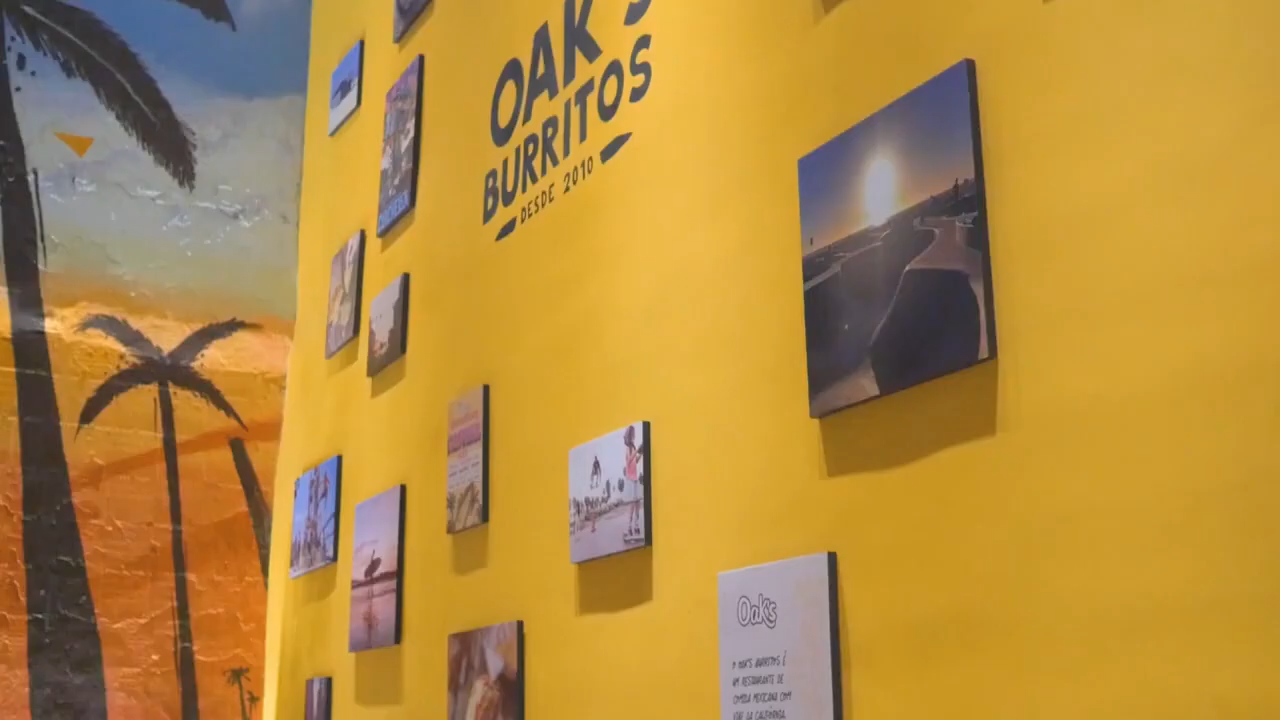 OAK'S
BURRITOS
DESDE 2010
Oak's
O OAK'S BURRITOS É
UM RESTAURANTE DE
COMIDA MEXICANA COM